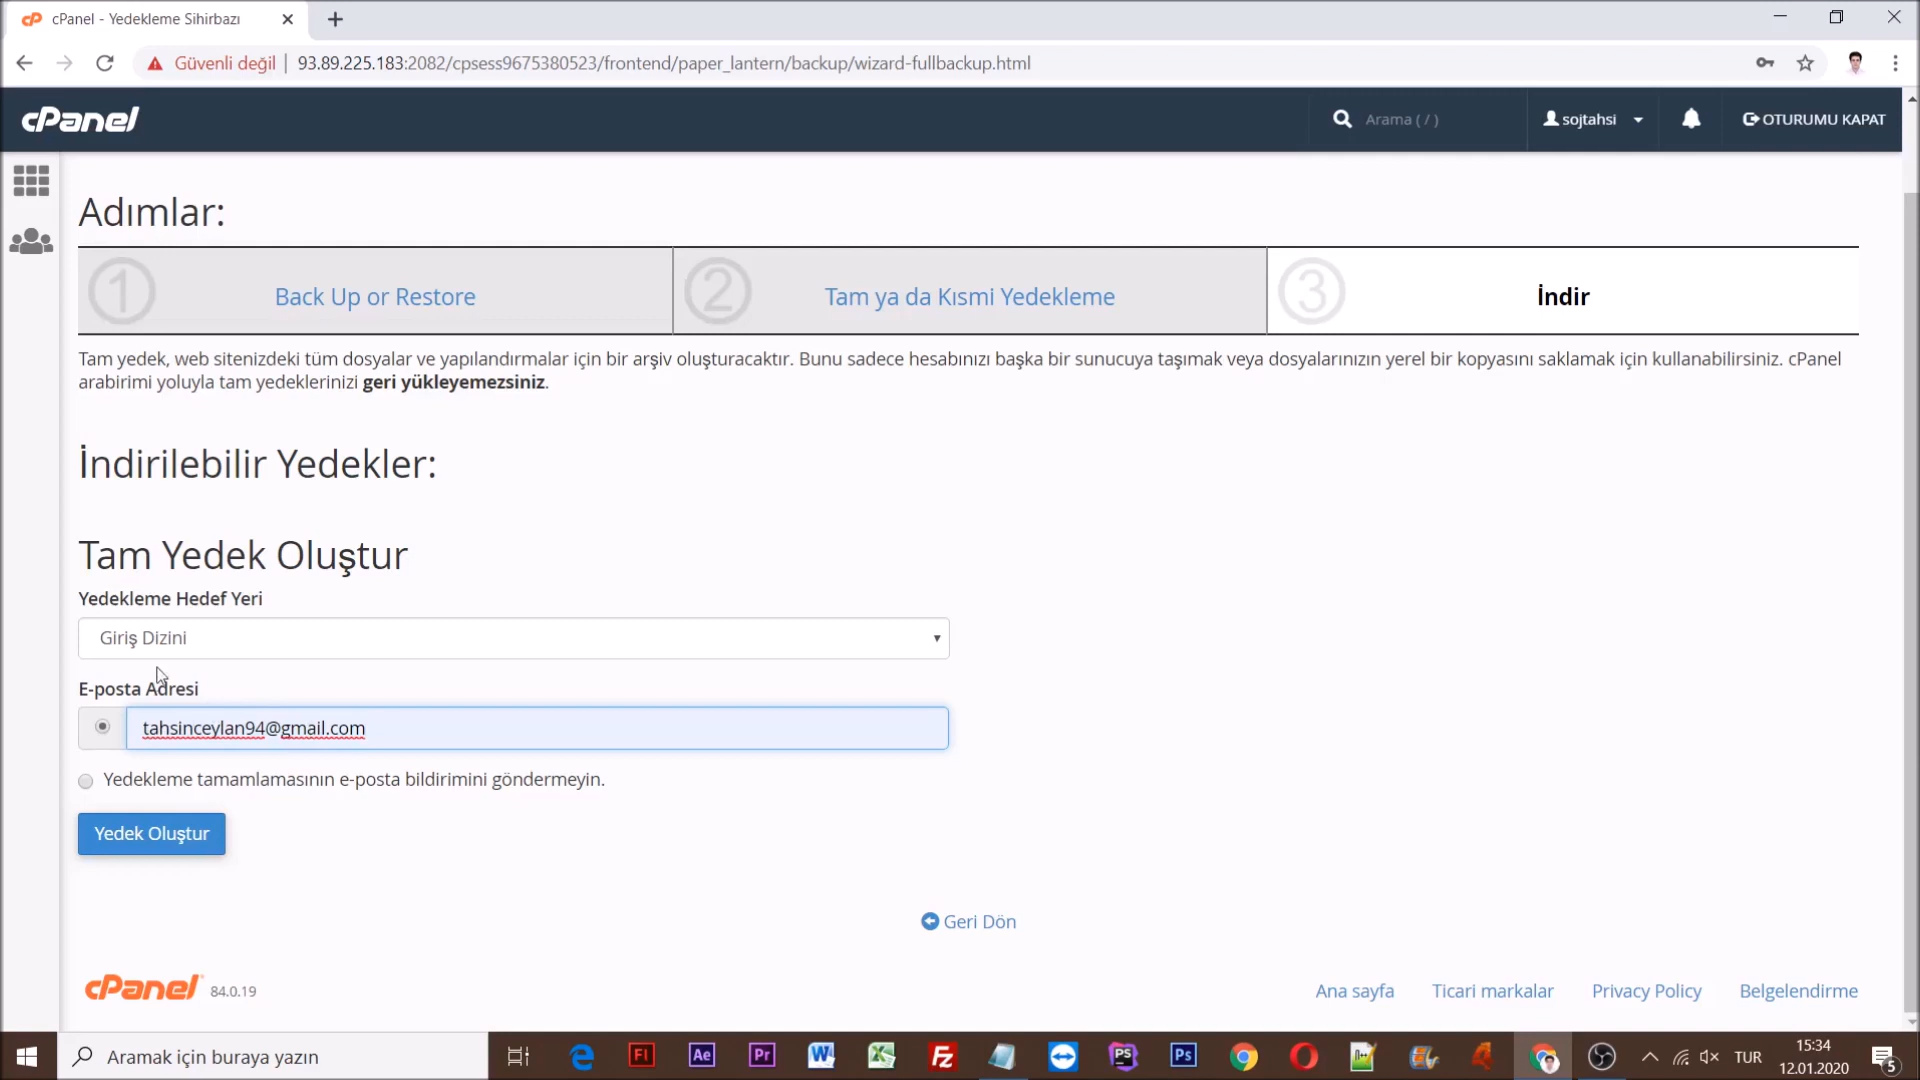 cPanel - Yedekleme Sihirbazı
Güvenli değil | 93.89.225.183:2082/cpsess9675380523/frontend/paper_lantern/backup/wizard-fullbackup.html
cPanel
Arama ( / )
sojtahsi
OTURUMU KAPAT
Adımlar:
1 Back Up or Restore
2 Tam ya da Kısmi Yedekleme
3 İndir
Tam yedek, web sitenizdeki tüm dosyalar ve yapılandırmalar için bir arşiv oluşturacaktır. Bunu sadece hesabınızı başka bir sunucuya taşımak veya dosyalarınızın yerel bir kopyasını saklamak için kullanabilirsiniz. cPanel
arabirimi yoluyla tam yedeklerinizi geri yükleyemezsiniz.
İndirilebilir Yedekler:
Tam Yedek Oluştur
Yedekleme Hedef Yeri
Giriş Dizini
E-posta Adresi
tahsinceylan94@gmail.com
Yedekleme tamamlamasının e-posta bildirimini göndermeyin.
Yedek Oluştur
Geri Dön
cPanel 84.0.19
Ana sayfa
Ticari markalar
Privacy Policy
Belgelendirme
Aramak için buraya yazın
TUR
15:34
12.01.2020
5